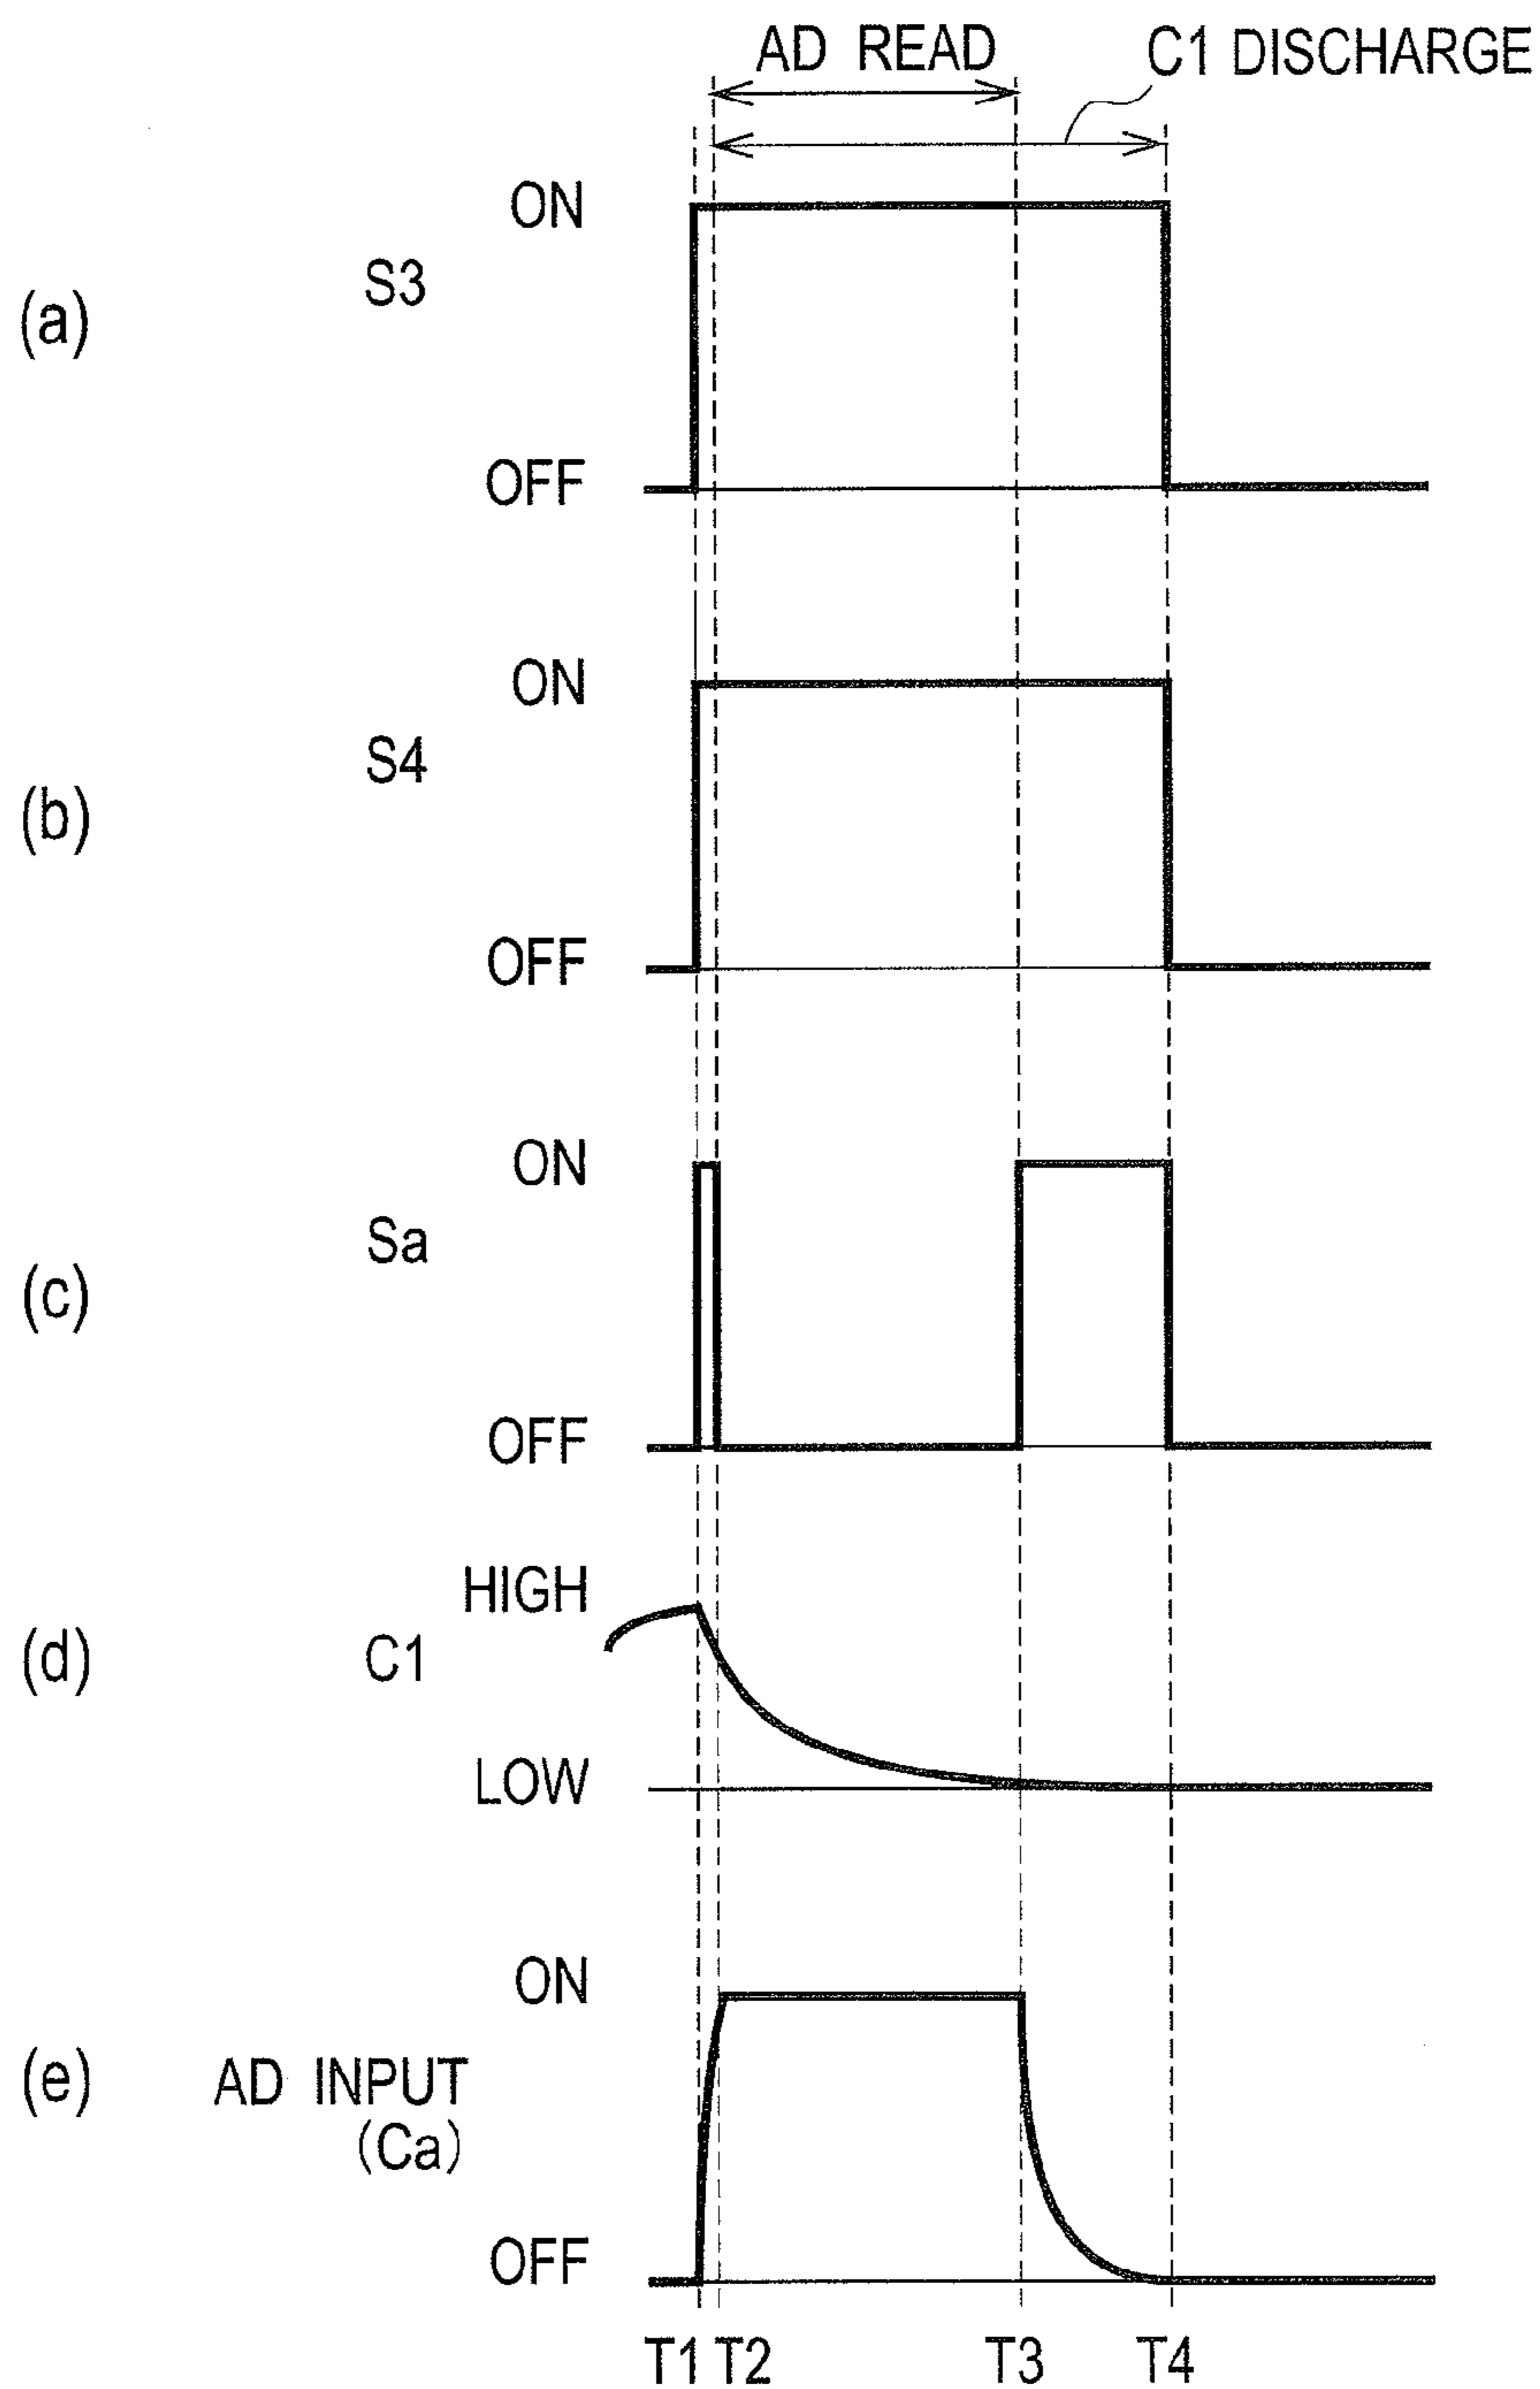 AD READ
C1 DISCHARGE
(a)
S3
ON
OFF
(b)
S4
ON
OFF
(c)
Sa
ON
OFF
(d)
C1
HIGH
LOW
(e)
AD INPUT
(Ca)
ON
OFF
T1 T2 T3 T4